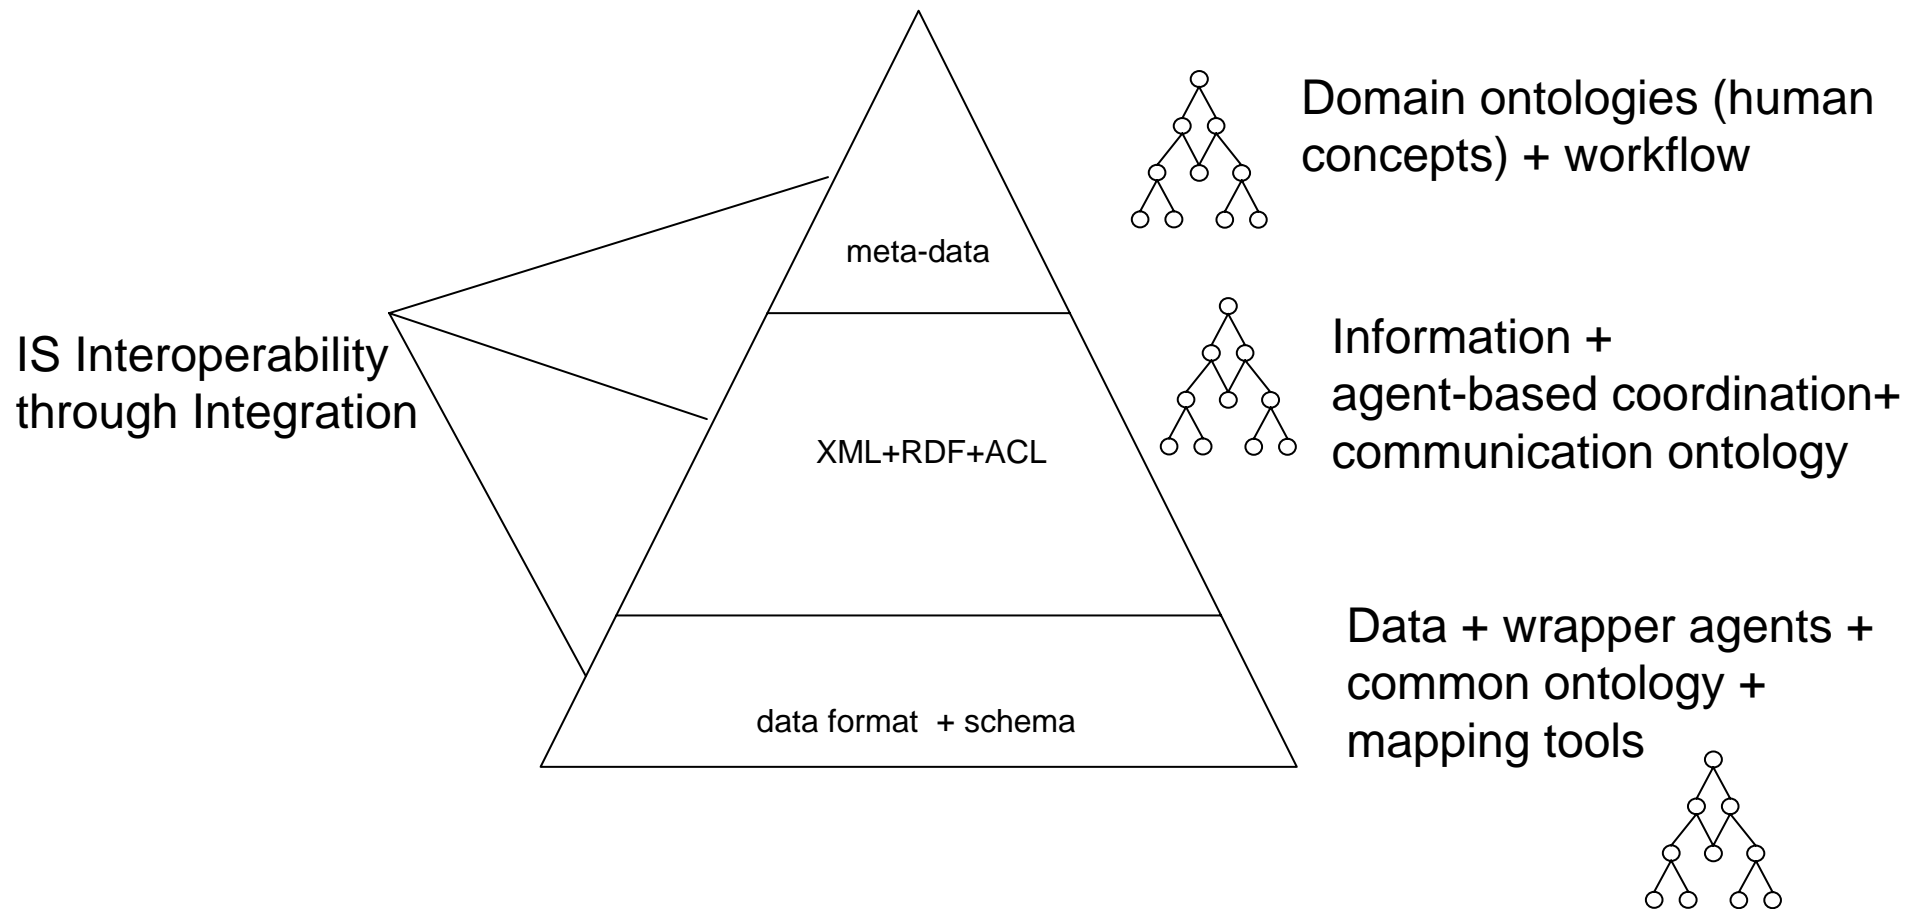 Domain ontologies (human
concepts) + workflow
meta-data
IS Interoperability
through Integration
Information +
agent-based coordination+
communication ontology
XML+RDF+ACL
Data + wrapper agents +
common ontology +
mapping tools
data format + schema